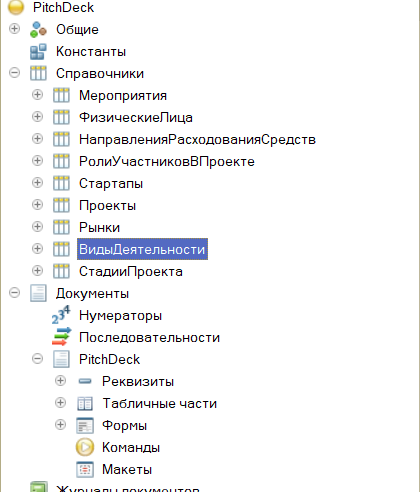 PitchDeck
Общие
Константы
Справочники
Мероприятия
ФизическиеЛица
НаправленияРасходованияСредств
РолиУчастниковВПроекте
Стартапы
Проекты
Рынки
ВидыДеятельности
СтадииПроекта
Документы
Нумераторы
Последовательности
PitchDeck
Реквизиты
Табличные части
Формы
Команды
Макеты
Журналы документов